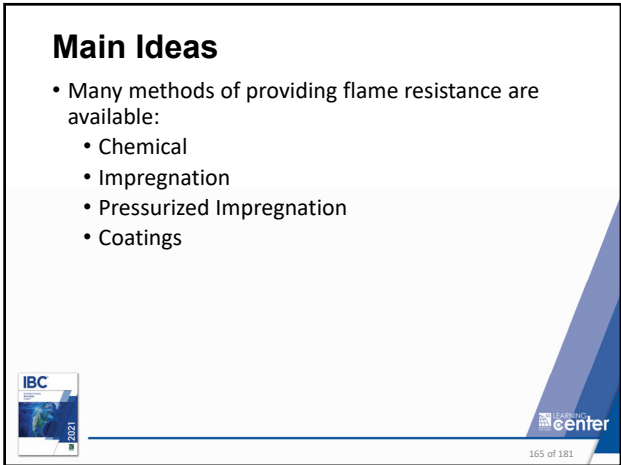 Main Ideas
• Many methods of providing flame resistance are
available:
• Chemical
• Impregnation
• Pressurized Impregnation
• Coatings
IBC
2021
LEARNING
center
165 of 181